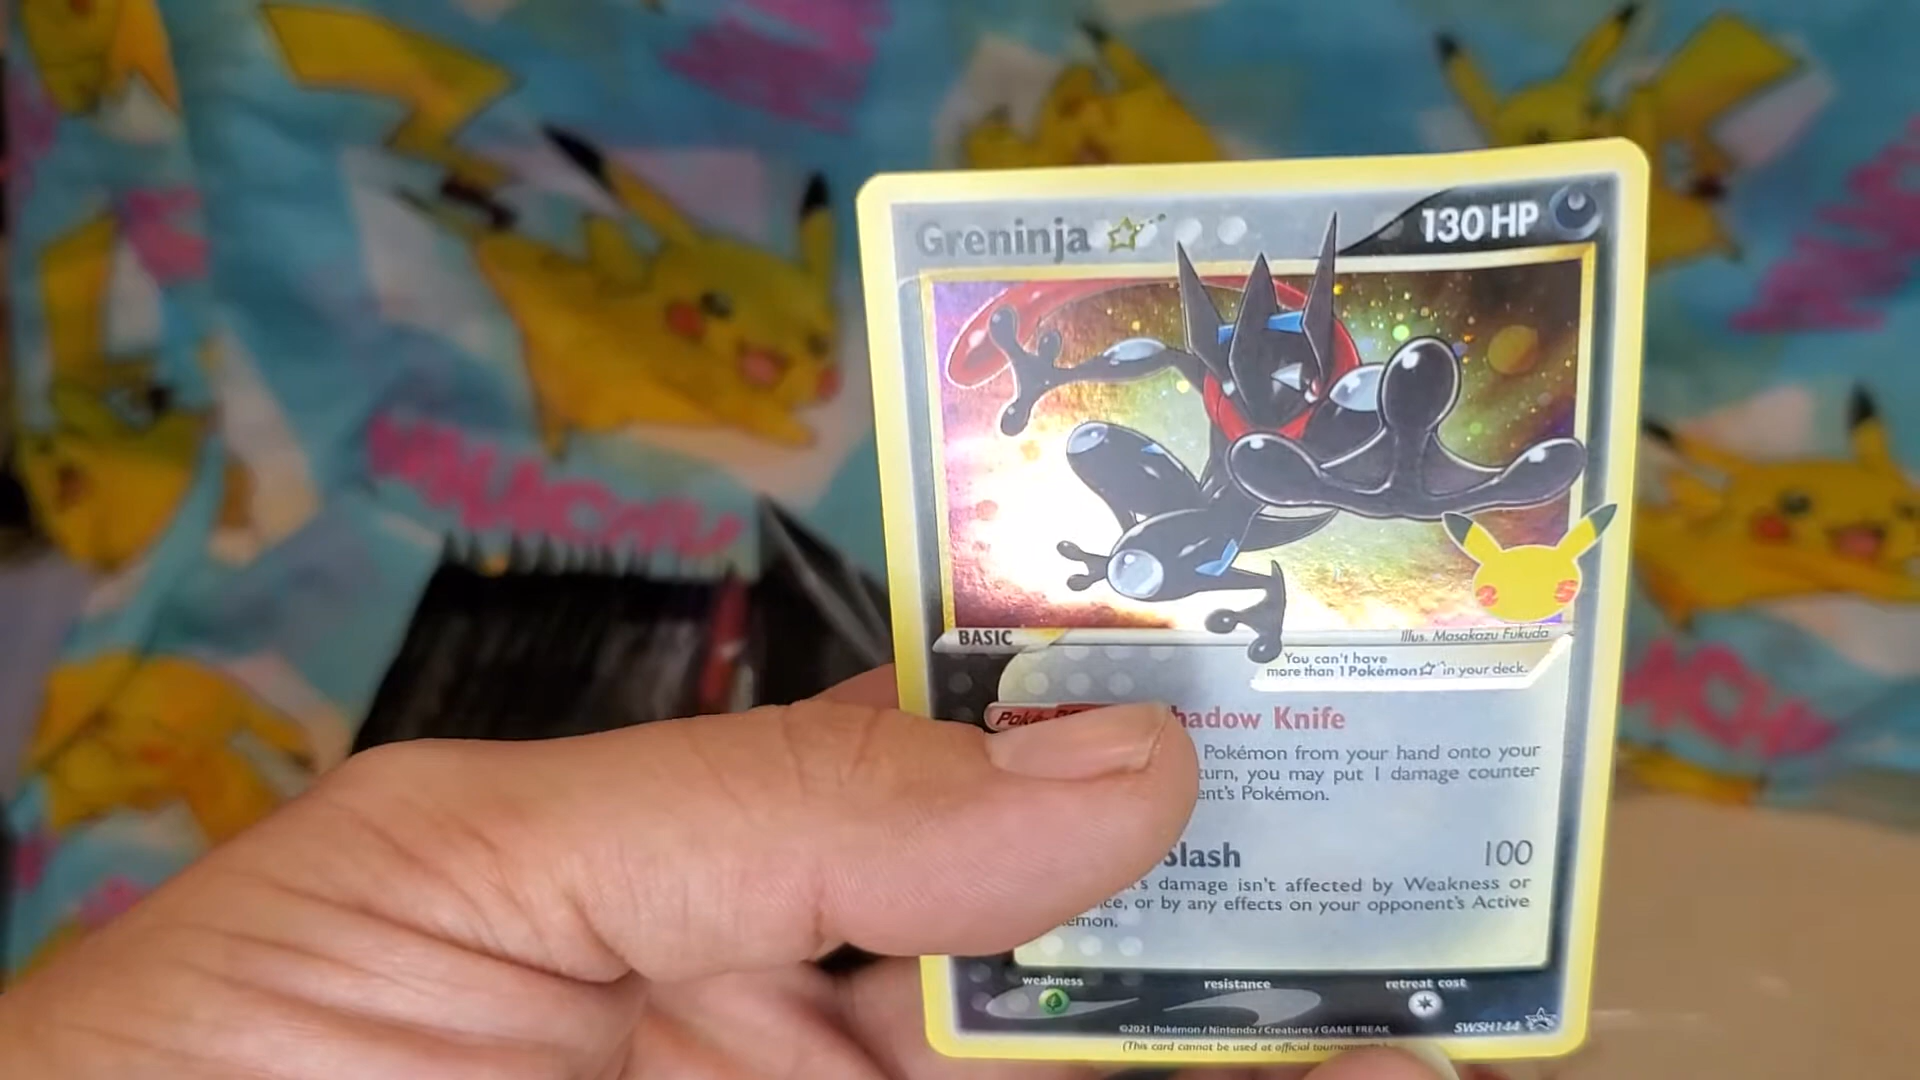 Greninja
130 HP
2 5
BASIC
Illus. Masakazu Fukuda
You can't have
more than 1 Pokémon☆ in your deck.
hadow Knife
Pokémon from your hand onto your
turn, you may put 1 damage counter
ent's Pokémon.
Slash 100
's damage isn't affected by Weakness or
ce, or by any effects on your opponent's Active
emon.
weakness resistance retreat cost
©2021 Pokémon / Nintendo / Creatures / GAME FREAK
SWSH144
(This card cannot be used at official